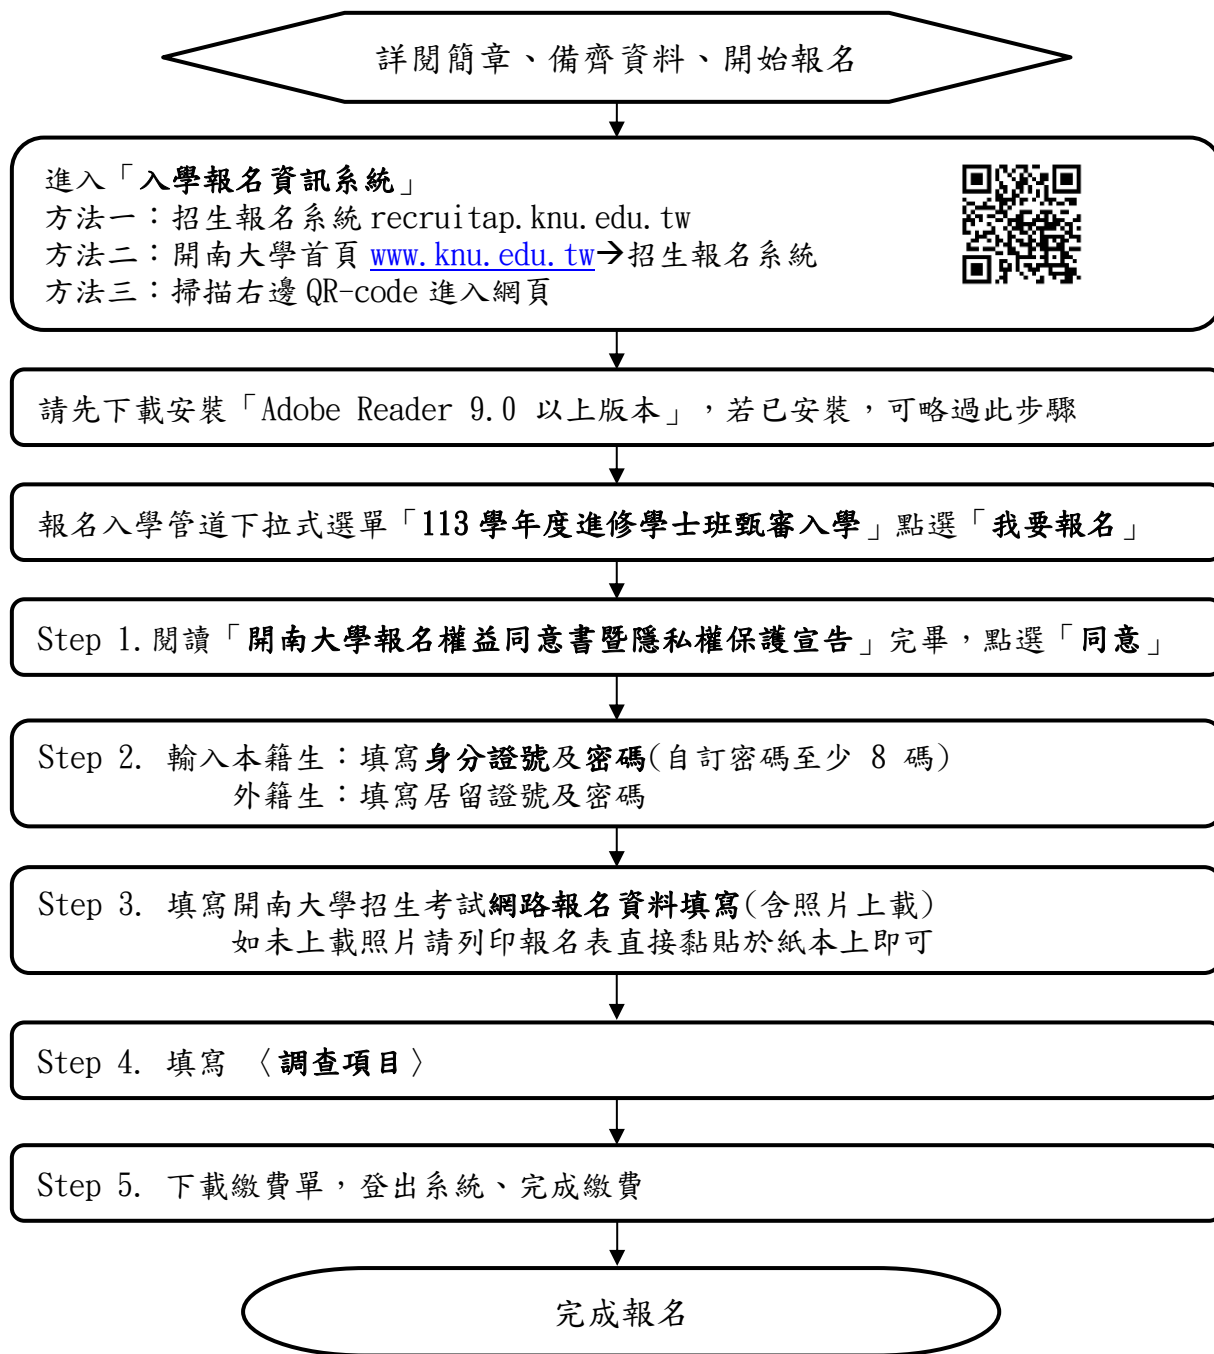 詳閱簡章、備齊資料、開始報名
進入「入學報名資訊系統」
方法一：招生報名系統 recruitap.knu.edu.tw
方法二：開南大學首頁 www.knu.edu.tw→招生報名系統
方法三：掃描右邊 QR-code 進入網頁
請先下載安裝「Adobe Reader 9.0 以上版本」，若已安裝，可略過此步驟
報名入學管道下拉式選單「113 學年度進修學士班甄審入學」點選「我要報名」
Step 1.閱讀「開南大學報名權益同意書暨隱私權保護宣告」完畢，點選「同意」
Step 2. 輸入本籍生：填寫身分證號及密碼(自訂密碼至少 8 碼)
外籍生：填寫居留證號及密碼
Step 3. 填寫開南大學招生考試網路報名資料填寫(含照片上載)
如未上載照片請列印報名表直接黏貼於紙本上即可
Step 4. 填寫 〈調查項目〉
Step 5. 下載繳費單，登出系統、完成繳費
完成報名